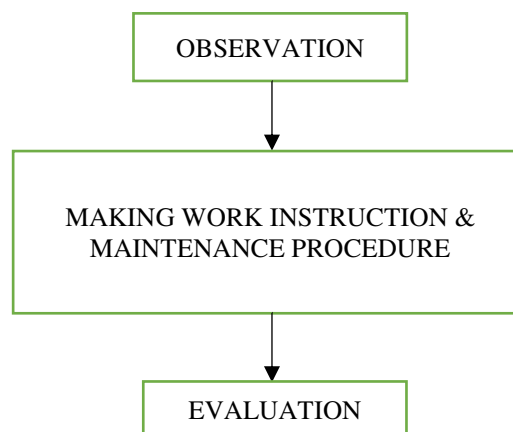 OBSERVATION
MAKING WORK INSTRUCTION &
MAINTENANCE PROCEDURE
EVALUATION